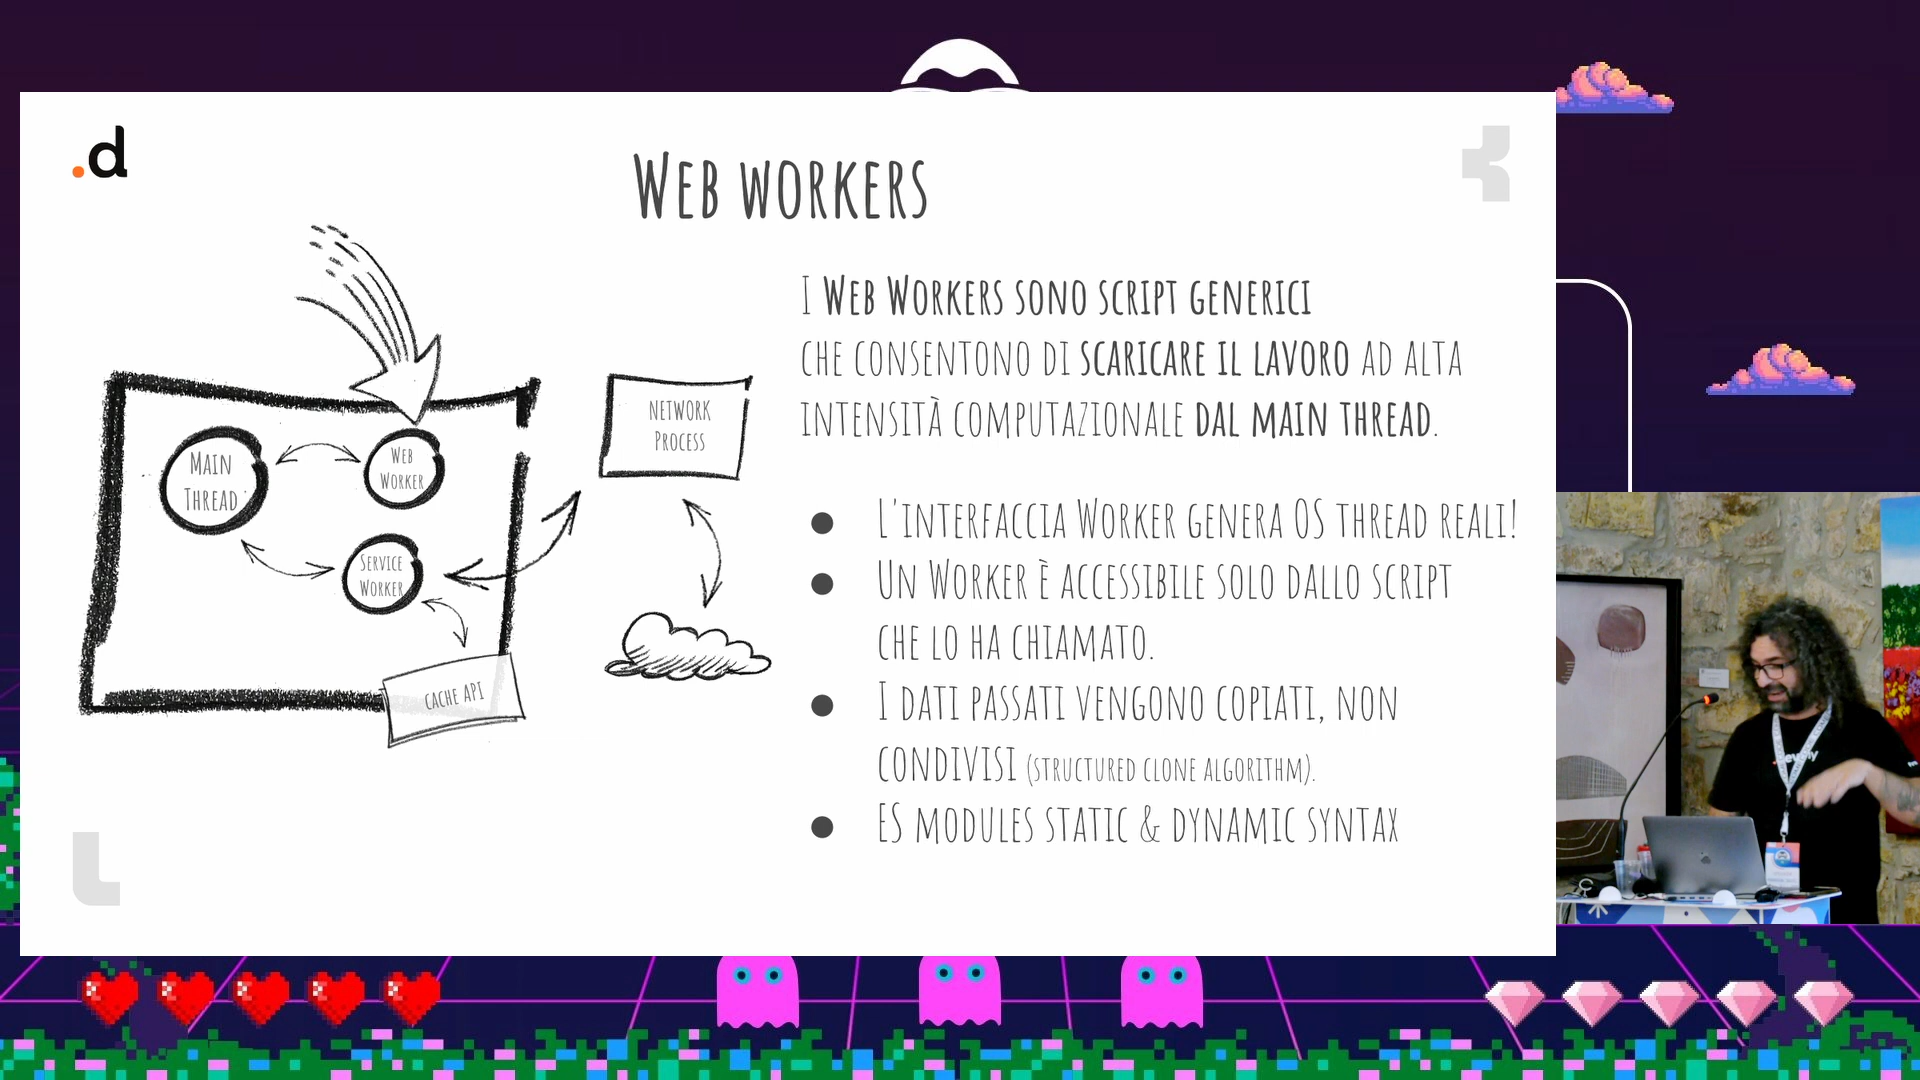 .d
Web workers
I Web Workers sono script generici
che consentono di scaricare il lavoro ad alta
intensità computazionale dal main thread.
● L'interfaccia Worker genera OS thread reali!
● Un Worker è accessibile solo dallo script
che lo ha chiamato.
● I dati passati vengono copiati, non
condivisi (structured clone algorithm).
● ES modules static & dynamic syntax
Main
Thread
Web
Worker
Service
Worker
Cache API
Network
Process